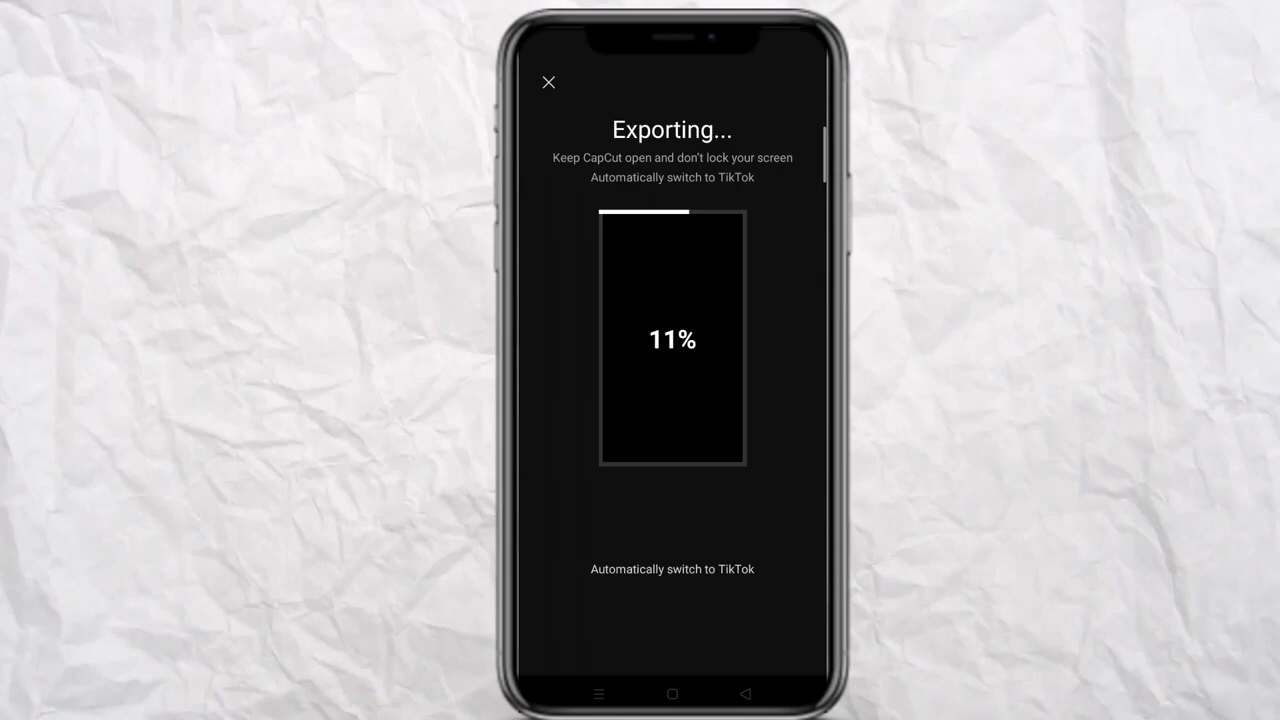 Exporting...
Keep CapCut open and don't lock your screen
Automatically switch to TikTok
11%
Automatically switch to TikTok